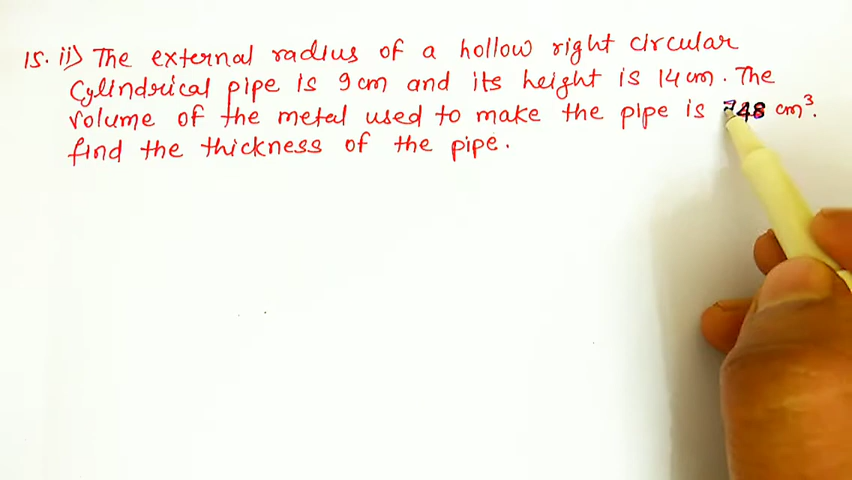 15. ii) The external radius of a hollow right circular
Cylindrical pipe is 9 cm and its height is 14 cm. The
volume of the metal used to make the pipe is 748 cm³.
find the thickness of the pipe.